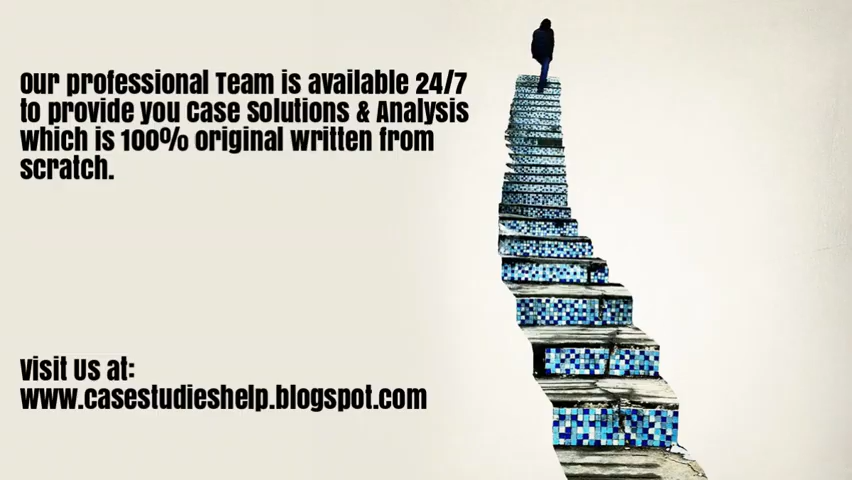 Our professional Team is available 24/7
to provide you Case Solutions & Analysis
which is 100% original written from
scratch.
Visit Us at:
www.casestudieshelp.blogspot.com